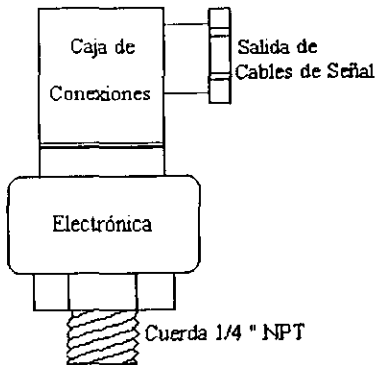 Caja de
Conexiones
Salida de
Cables de Señal
Electrónica
Cuerda 1/4 " NPT